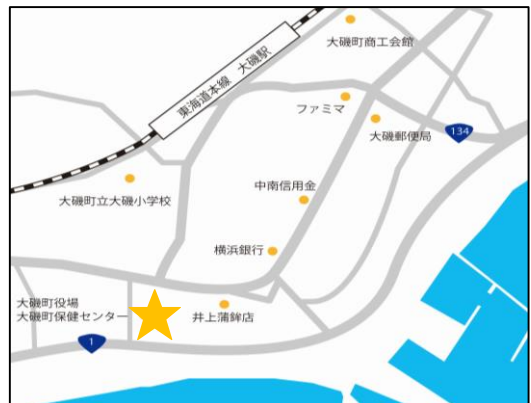 大磯町商工会館
東海道本線　大磯駅
ファミマ
大磯郵便局
134
中南信用金
大磯町立大磯小学校
横浜銀行
大磯町役場
大磯町保健センター
井上蒲鉾店
1